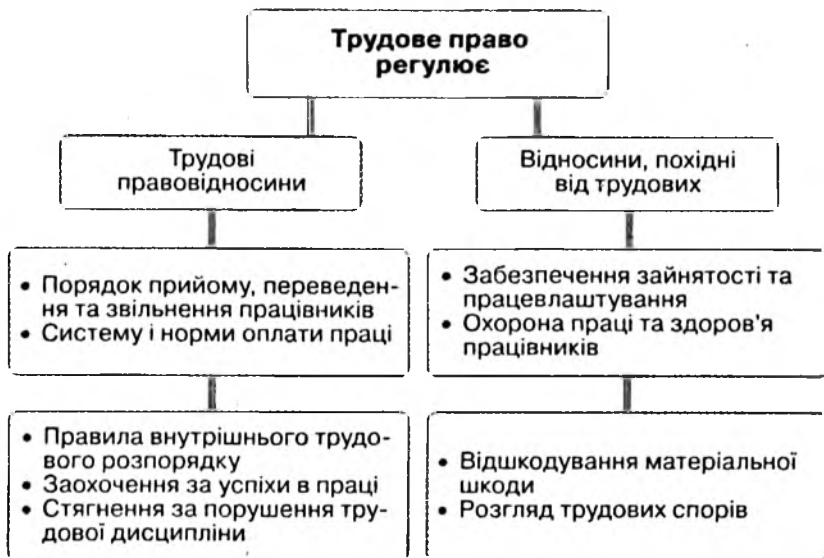 Трудове право
регулює
Трудові
правовідносини
Відносини, похідні
від трудових
• Порядок прийому, переведен-
ня та звільнення працівників
• Систему і норми оплати праці
• Забезпечення зайнятості та
працевлаштування
• Охорона праці та здоров'я
працівників
• Правила внутрішнього трудо-
вого розпорядку
• Заохочення за успіхи в праці
• Стягнення за порушення тру-
дової дисципліни
• Відшкодування матеріальної
шкоди
• Розгляд трудових спорів